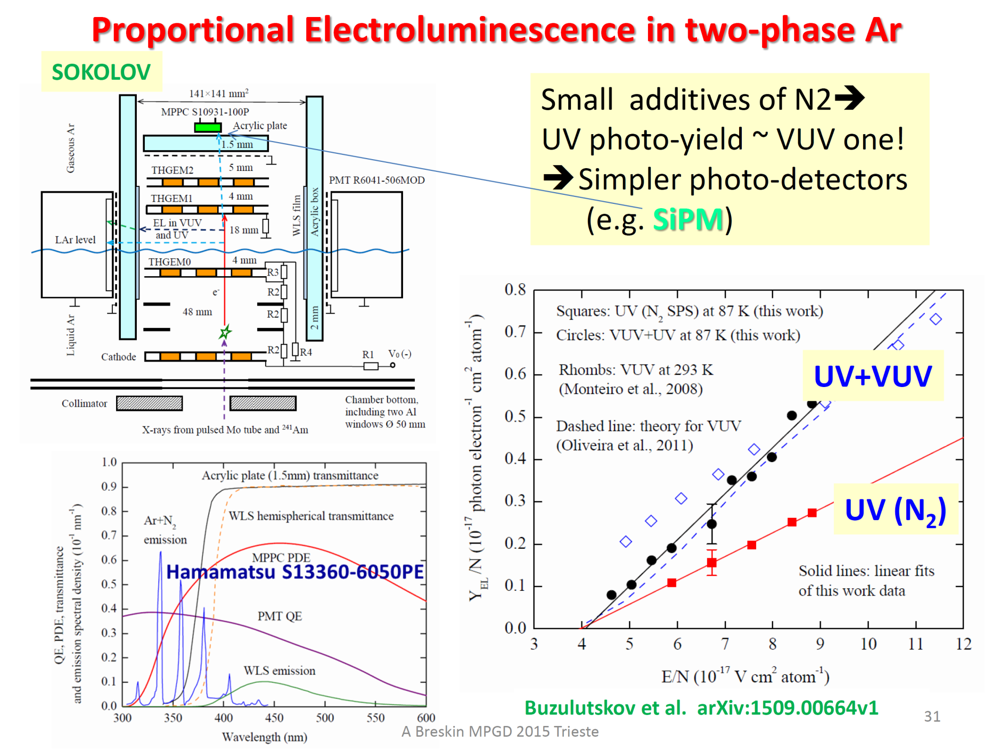 Proportional Electroluminescence in two-phase Ar
SOKOLOV
141×141 mm²
MPPC S10931-100P
Acrylic plate
1.5 mm
Gaseous Ar
THGEM2
5 mm
PMT R6041-506MOD
THGEM1
4 mm
WLS film
Acrylic box
EL in VUV
and UV
18 mm
LAr level
THGEM0
4 mm
R3
e⁻
R2
48 mm
R2
2 mm
Liquid Ar
Cathode
R2
R4
R1
V₀ (-)
Collimator
Chamber bottom,
including two Al
windows Ø 50 mm
X-rays from pulsed Mo tube and ²⁴¹Am
Small additives of N2➔
UV photo-yield ~ VUV one!
➔Simpler photo-detectors
(e.g. SiPM)
1.0
0.9
0.8
0.7
0.6
0.5
0.4
0.3
0.2
0.1
0.0
QE, PDE, transmittance
and emission spectral density (10⁻¹ nm⁻¹)
Acrylic plate (1.5mm) transmittance
WLS hemispherical transmittance
Ar+N₂
emission
MPPC PDE
Hamamatsu S13360-6050PE
PMT QE
WLS emission
300 350 400 450 500 550 600
Wavelength (nm)
0.8
0.7
0.6
0.5
0.4
0.3
0.2
0.1
0.0
Y_EL /N (10⁻¹⁷ photon electron⁻¹ cm² atom⁻¹)
Squares: UV (N₂ SPS) at 87 K (this work)
Circles: VUV+UV at 87 K (this work)
Rhombs: VUV at 293 K
(Monteiro et al., 2008)
UV+VUV
Dashed line: theory for VUV
(Oliveira et al., 2011)
UV (N₂)
Solid lines: linear fits
of this work data
3 4 5 6 7 8 9 10 11 12
E/N (10⁻¹⁷ V cm² atom⁻¹)
Buzulutskov et al. arXiv:1509.00664v1
31
A Breskin MPGD 2015 Trieste